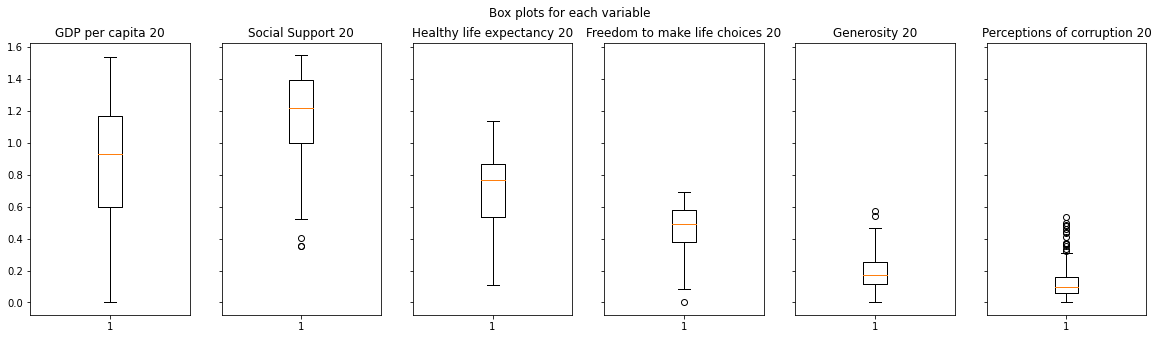 Box plots for each variable
GDP per capita 20
Social Support 20
Healthy life expectancy 20
Freedom to make life choices 20
Generosity 20
Perceptions of corruption 20
1.6
1.4
1.2
1.0
0.8
0.6
0.4
0.2
0.0
1
1
1
1
1
1